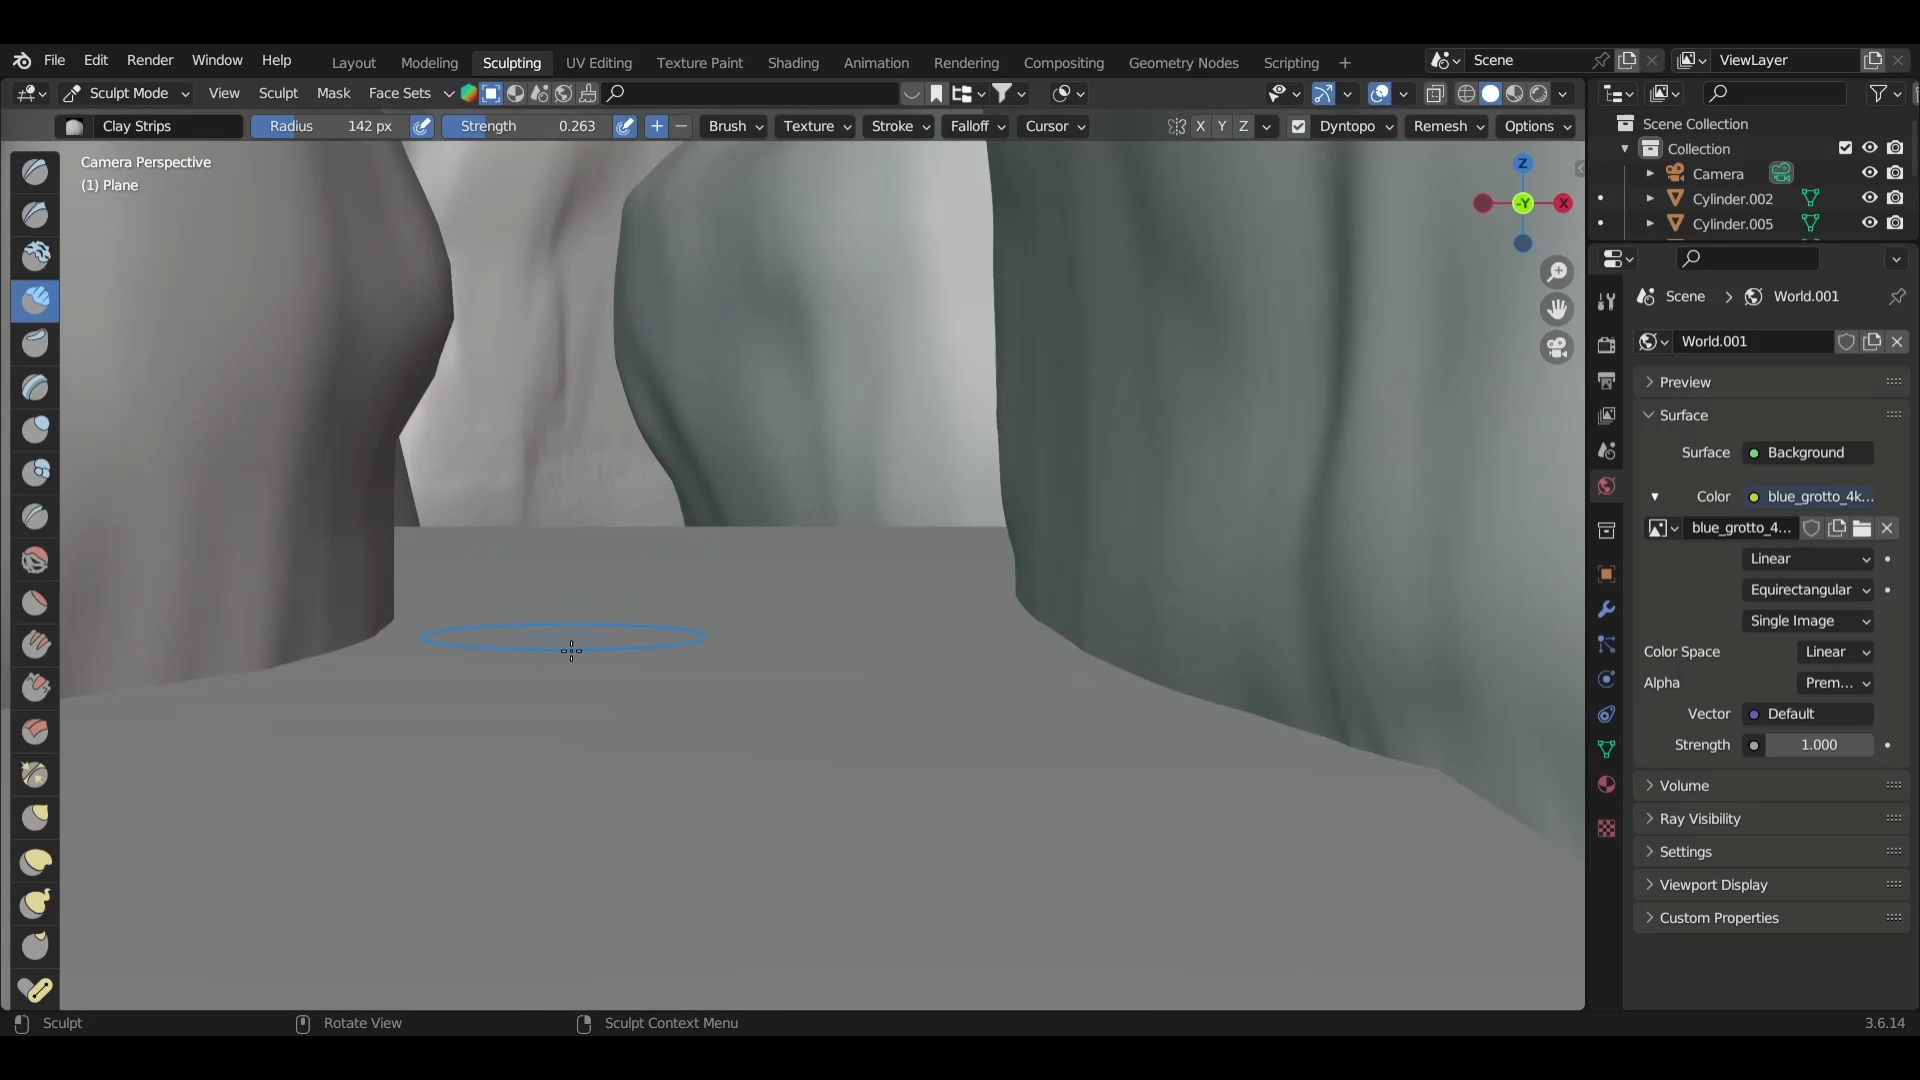 File Edit Render Window Help Layout Modeling Sculpting UV Editing Texture Paint Shading Animation Rendering Compositing Geometry Nodes Scripting + Scene ViewLayer
Sculpt Mode View Sculpt Mask Face Sets
Clay Strips Radius 142 px Strength 0.263 Brush Texture Stroke Falloff Cursor X Y Z Dyntopo Remesh Options
Camera Perspective
(1) Plane
Z
-Y X
Scene Collection
Collection
Camera
Cylinder.002
Cylinder.005
Scene > World.001
World.001
Preview
Surface
Surface Background
Color blue_grotto_4k...
blue_grotto_4...
Linear
Equirectangular
Single Image
Color Space Linear
Alpha Prem...
Vector Default
Strength 1.000
Volume
Ray Visibility
Settings
Viewport Display
Custom Properties
Sculpt Rotate View Sculpt Context Menu 3.6.14